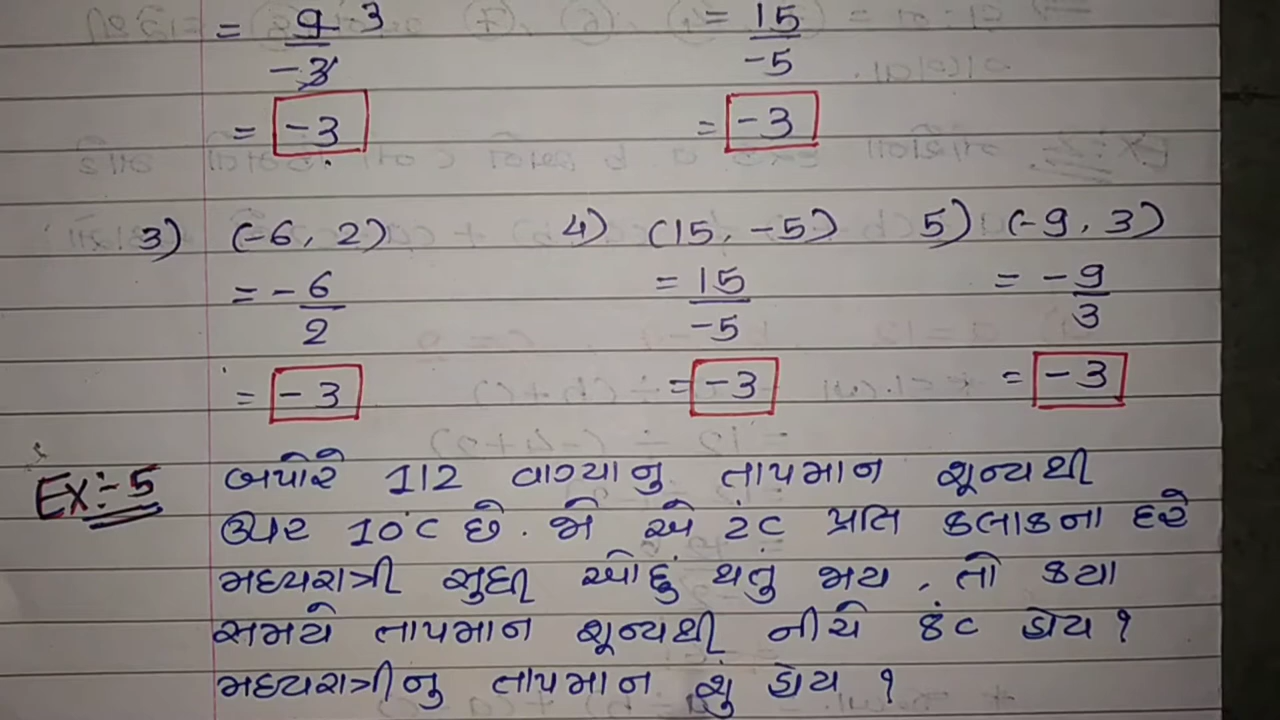 = 9 3 = 15
-3 -5
= -3 = -3
3) (-6, 2) 4) (15, -5) 5) (-9, 3)
= -6 = 15 = -9
2 -5 3
= -3 = -3 = -3
Ex:-5 બપોરે 112 વાગ્યાનુ તાપમાન શૂન્યથી
ઉપર 10°C છે. જો એ 2°C પ્રતિ કલાકના દરે
મધ્યરાત્રી સુધી ઓછું થતુ જાય, તો કયા
સમયે તાપમાન શૂન્યથી નીચે 8°C હોય ?
મધ્યરાત્રીનુ તાપમાન શું હોય ?